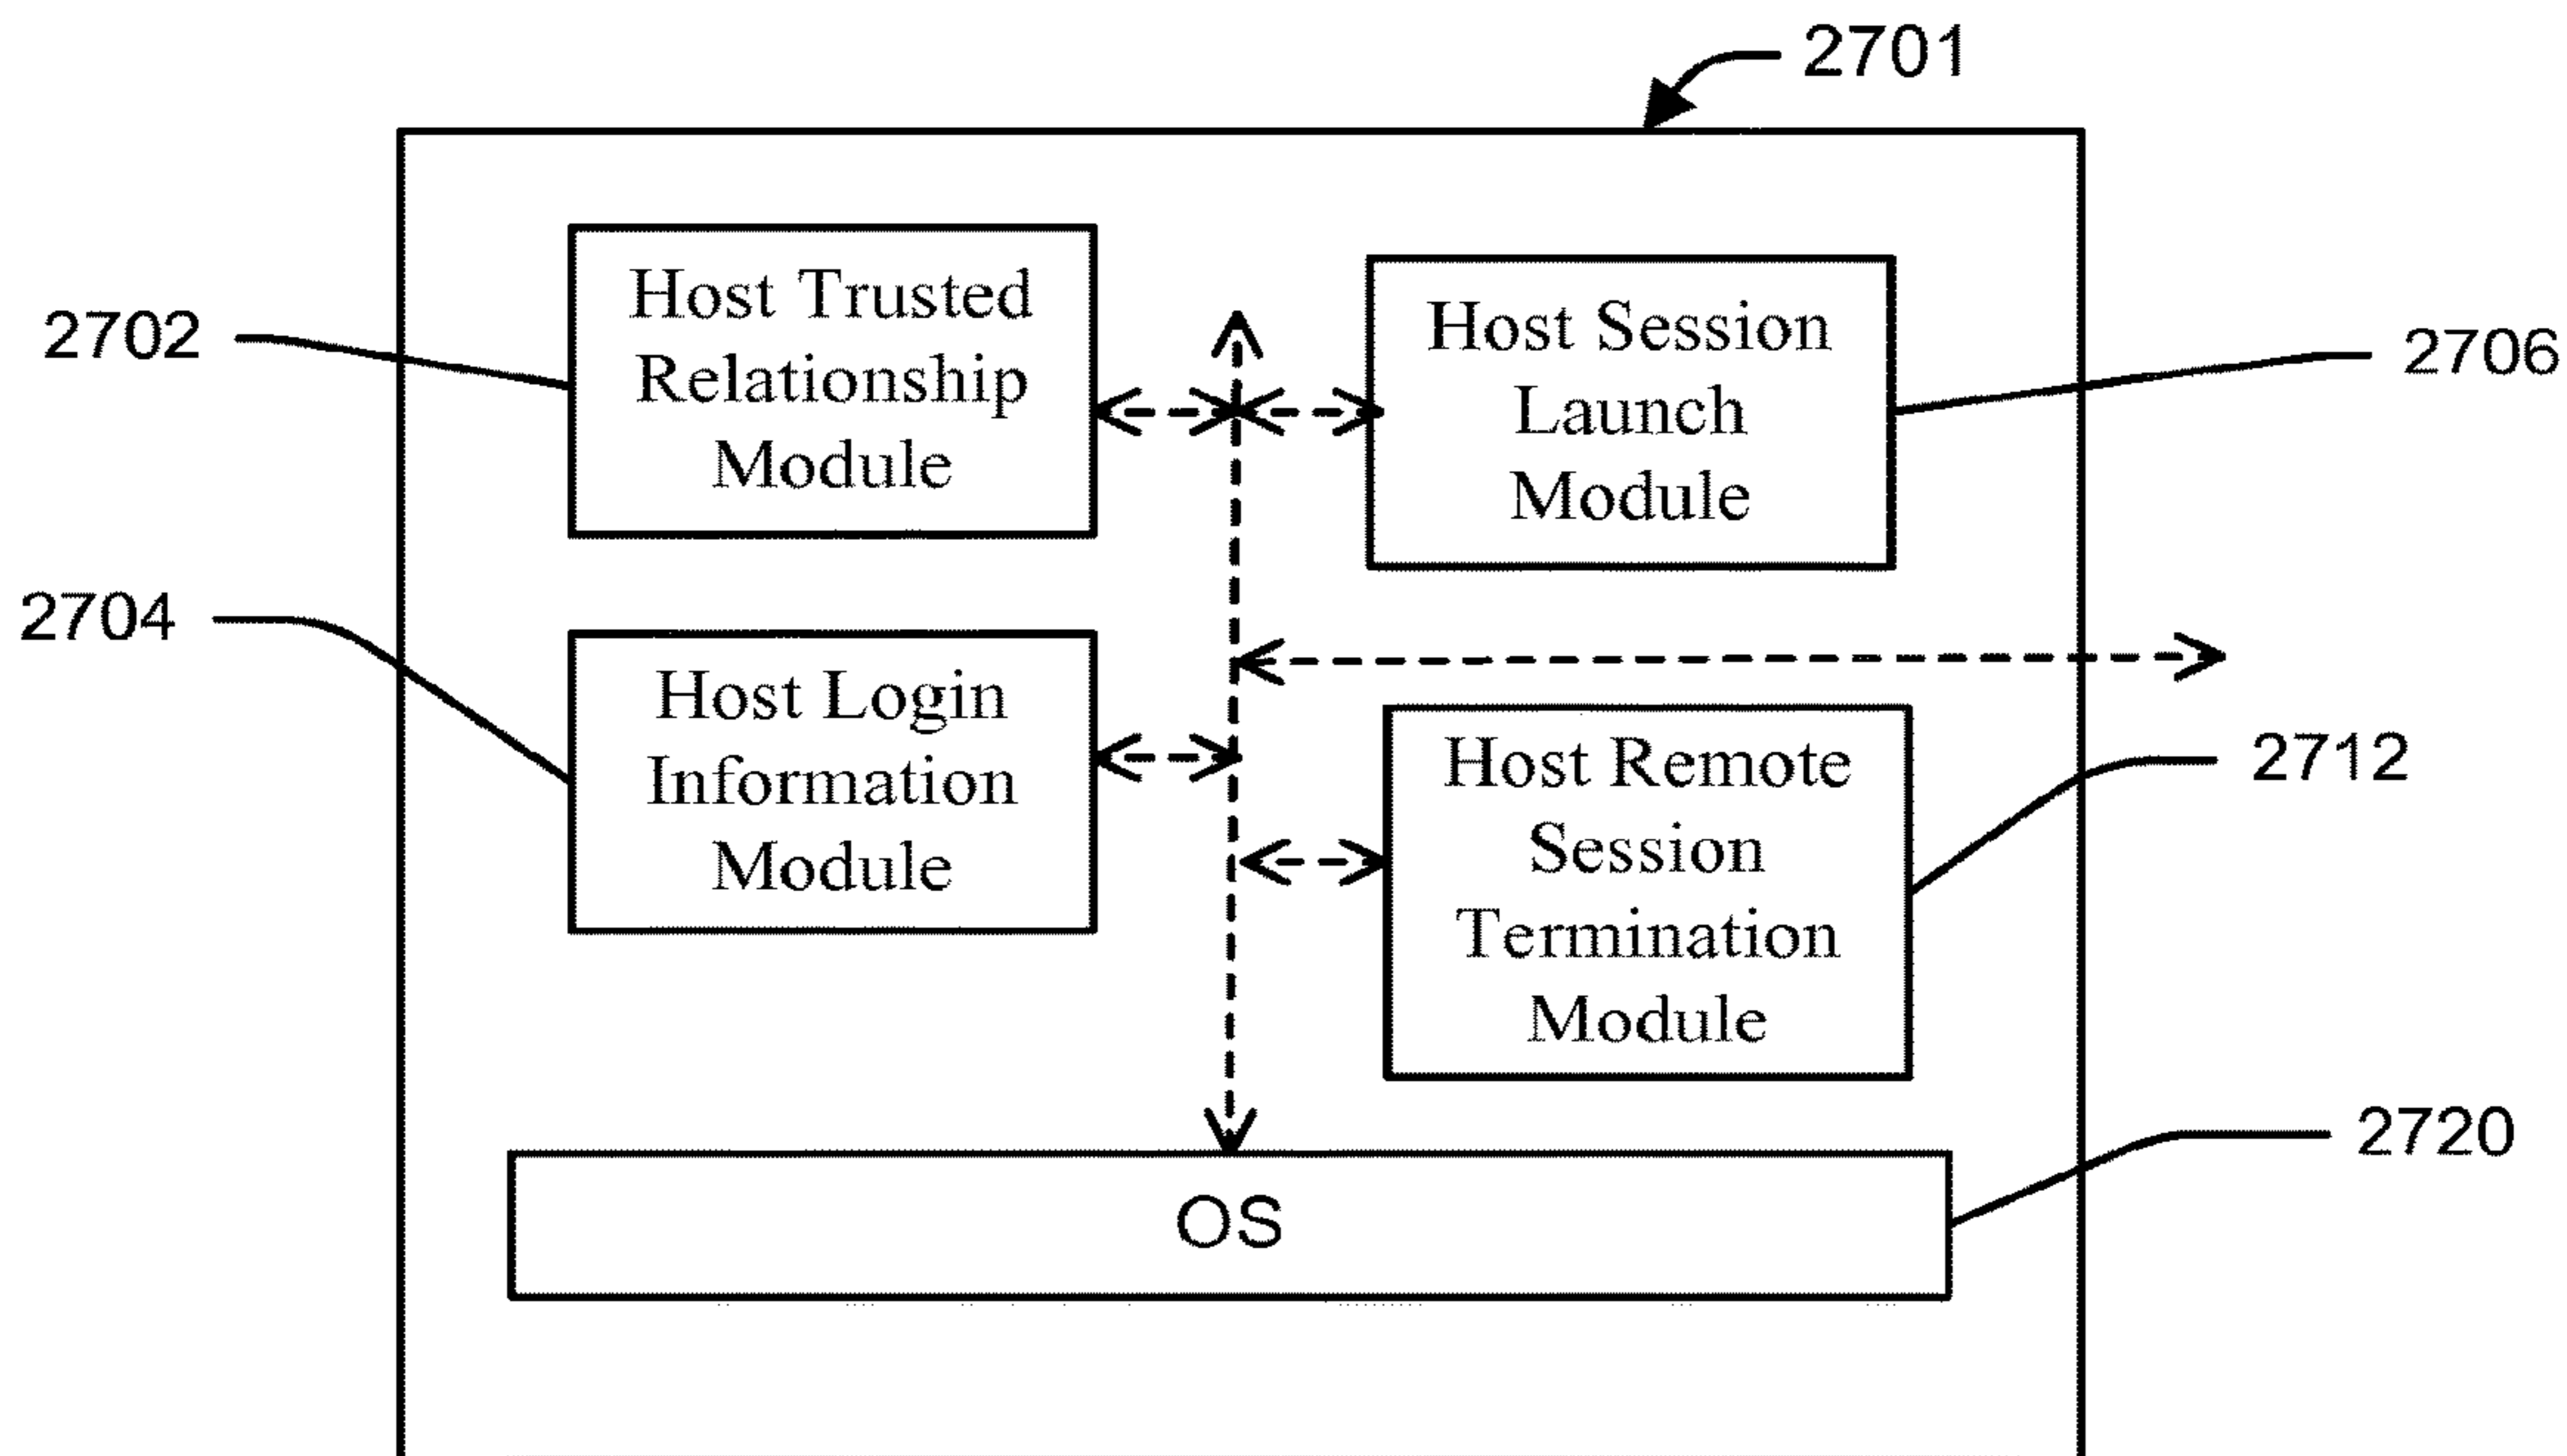 2701
Host Trusted
Relationship
Module
2702
Host Session
Launch
Module
2706
2704
Host Login
Information
Module
Host Remote
Session
Termination
Module
2712
OS
2720